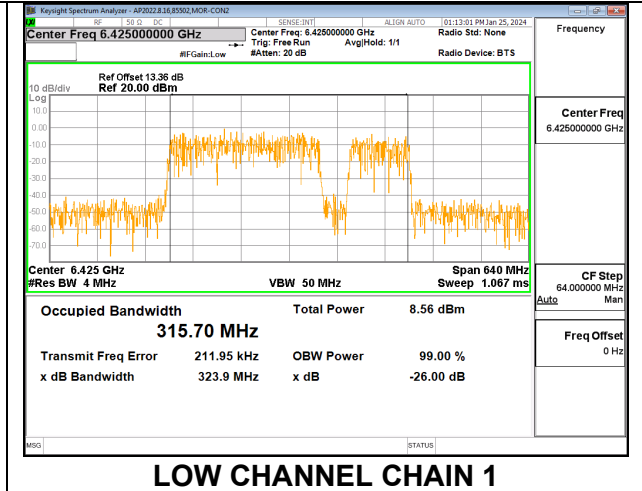 Keysight Spectrum Analyzer - AP2022.8.16,85502,MOR-CON2
RF 50 Ω DC SENSE:INT ALIGN AUTO 01:13:01 PM Jan 25, 2024
Center Freq 6.425000000 GHz Center Freq: 6.425000000 GHz Radio Std: None
Trig: Free Run Avg|Hold: 1/1
#IFGain:Low #Atten: 20 dB Radio Device: BTS
Frequency
Ref Offset 13.36 dB
10 dB/div Ref 20.00 dBm
Log
10.0
0.00
-10.0
-20.0
-30.0
-40.0
-50.0
-60.0
-70.0
Center Freq
6.425000000 GHz
Center 6.425 GHz Span 640 MHz
#Res BW 4 MHz VBW 50 MHz Sweep 1.067 ms
CF Step
64.000000 MHz
Auto Man
Occupied Bandwidth Total Power 8.56 dBm
315.70 MHz
Transmit Freq Error 211.95 kHz OBW Power 99.00 %
x dB Bandwidth 323.9 MHz x dB -26.00 dB
Freq Offset
0 Hz
MSG STATUS
LOW CHANNEL CHAIN 1